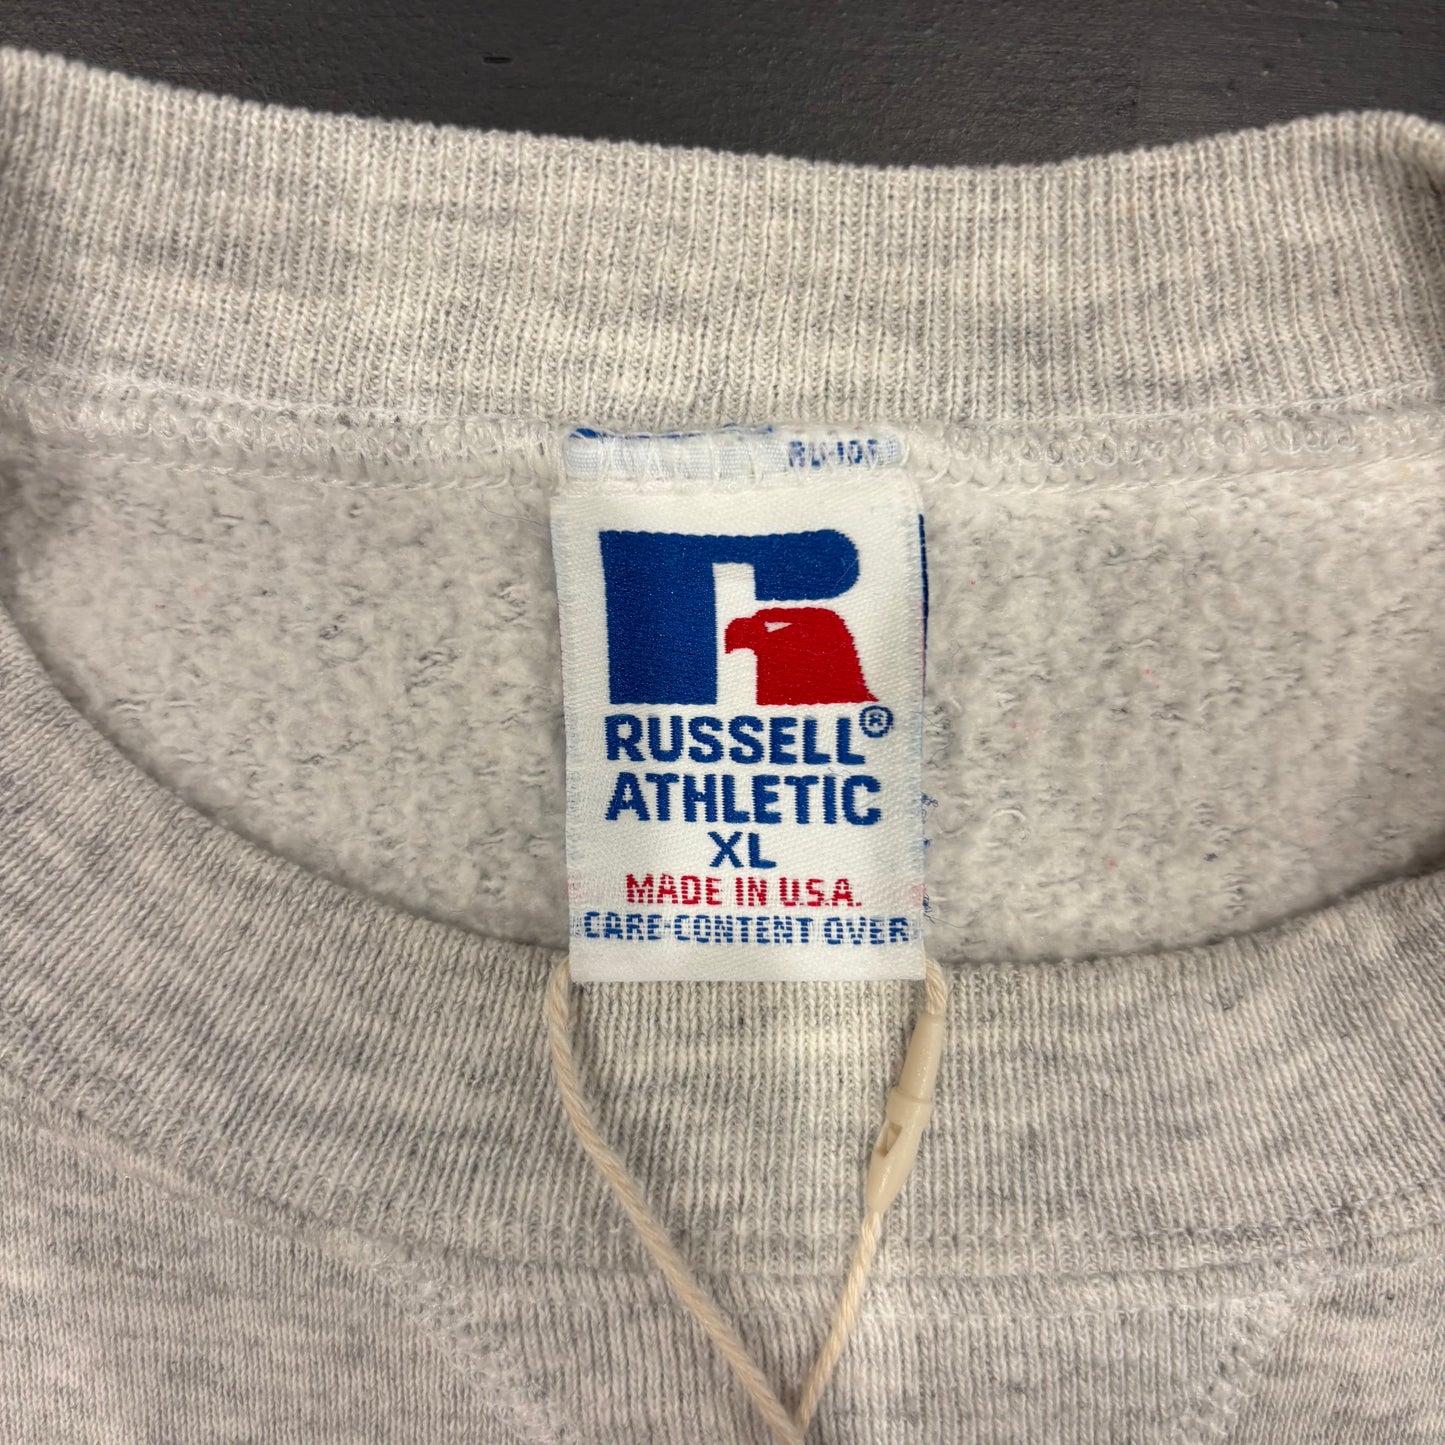 RUSSELL®
ATHLETIC
XL
MADE IN U.S.A.
CARE-CONTENT OVER